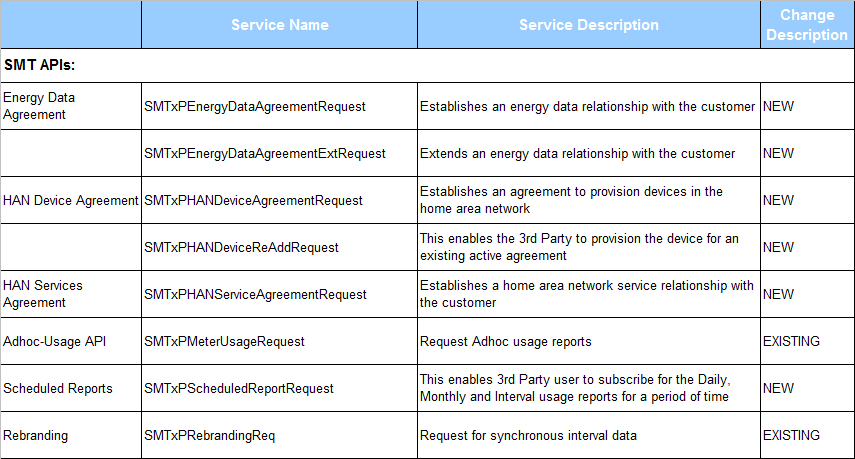 Service Name Service Description Change Description
SMT APIs:
Energy Data Agreement SMTxPEnergyDataAgreementRequest Establishes an energy data relationship with the customer NEW
SMTxPEnergyDataAgreementExtRequest Extends an energy data relationship with the customer NEW
HAN Device Agreement SMTxPHANDeviceAgreementRequest Establishes an agreement to provision devices in the home area network NEW
SMTxPHANDeviceReAddRequest This enables the 3rd Party to provision the device for an existing active agreement NEW
HAN Services Agreement SMTxPHANServiceAgreementRequest Establishes a home area network service relationship with the customer NEW
Adhoc-Usage API SMTxPMeterUsageRequest Request Adhoc usage reports EXISTING
Scheduled Reports SMTxPScheduledReportRequest This enables 3rd Party user to subscribe for the Daily, Monthly and Interval usage reports for a period of time NEW
Rebranding SMTxPRebrandingReq Request for synchronous interval data EXISTING